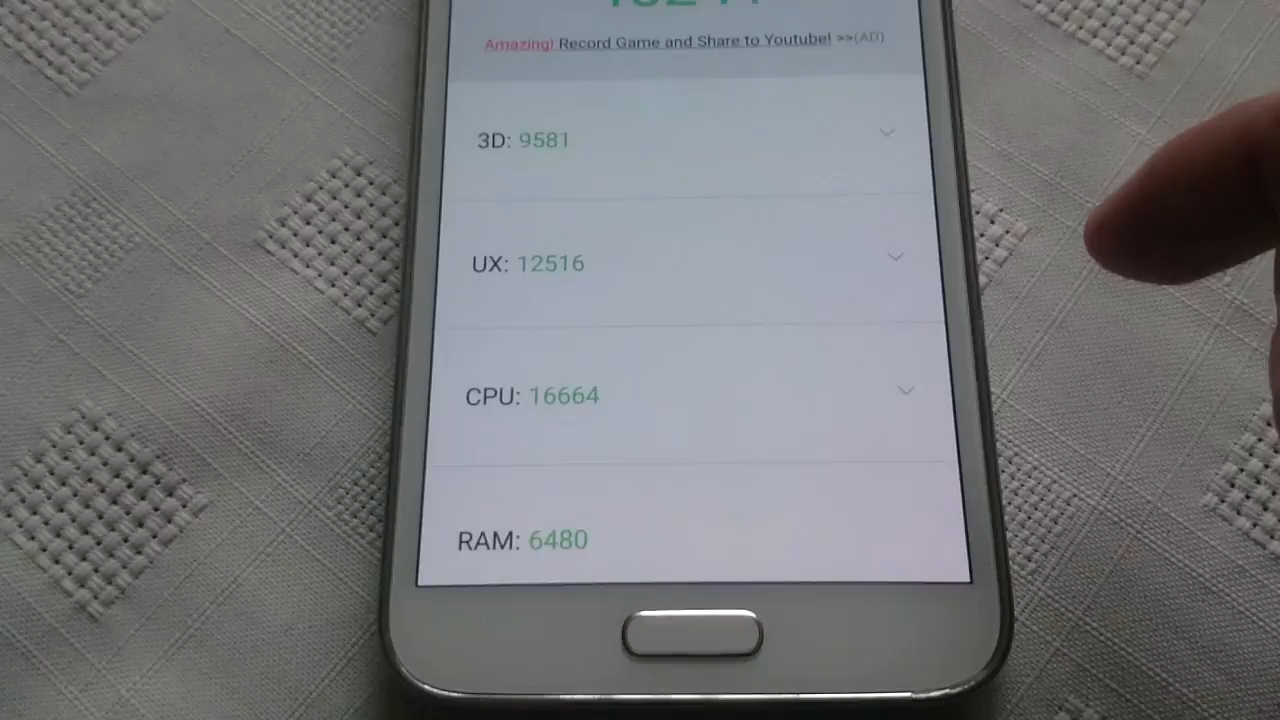 Amazing! Record Game and Share to Youtube! >>(AD)
3D: 9581
UX: 12516
CPU: 16664
RAM: 6480